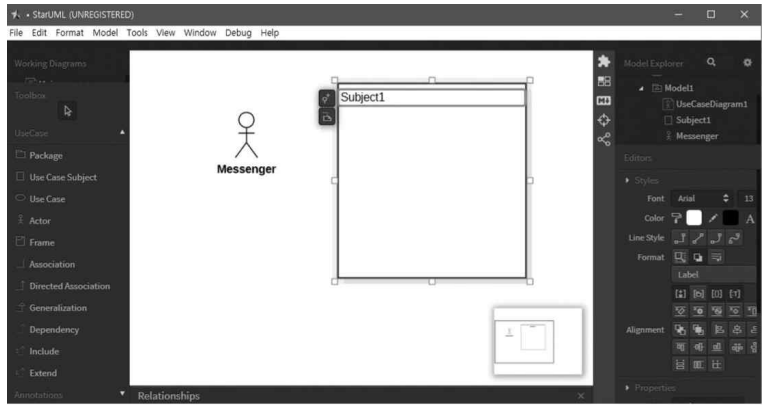 • StarUML (UNREGISTERED)
File Edit Format Model Tools View Window Debug Help
Working Diagrams
Toolbox
UseCase
Package
Use Case Subject
Use Case
Actor
Frame
Association
Directed Association
Generalization
Dependency
Include
Extend
Annotations
Messenger
Subject1
Relationships
Model Explorer
Model1
UseCaseDiagram1
Subject1
Messenger
Editors
Styles
Font Arial 13
Color
Line Style
Format
Label
Alignment
Properties